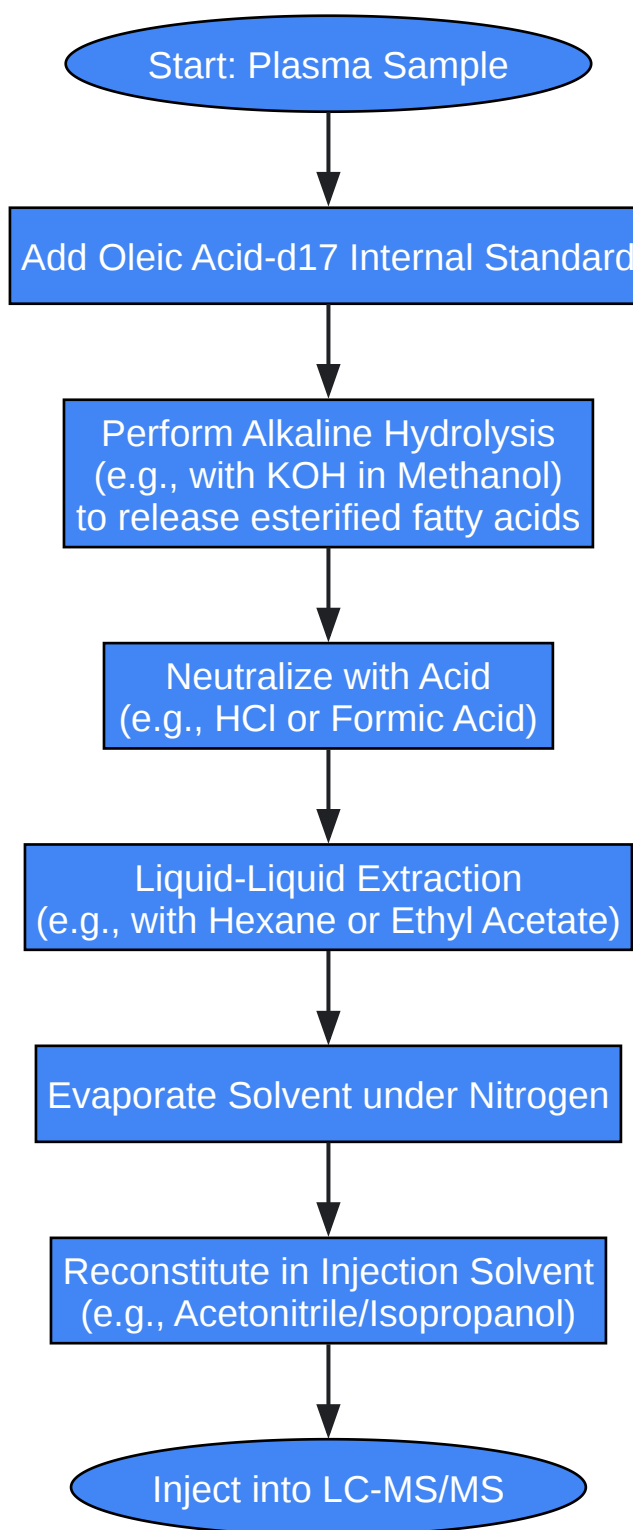 Start: Plasma Sample
Add Oleic Acid-d17 Internal Standard
Perform Alkaline Hydrolysis
(e.g., with KOH in Methanol)
to release esterified fatty acids
Neutralize with Acid
(e.g., HCl or Formic Acid)
Liquid-Liquid Extraction
(e.g., with Hexane or Ethyl Acetate)
Evaporate Solvent under Nitrogen
Reconstitute in Injection Solvent
(e.g., Acetonitrile/Isopropanol)
Inject into LC-MS/MS